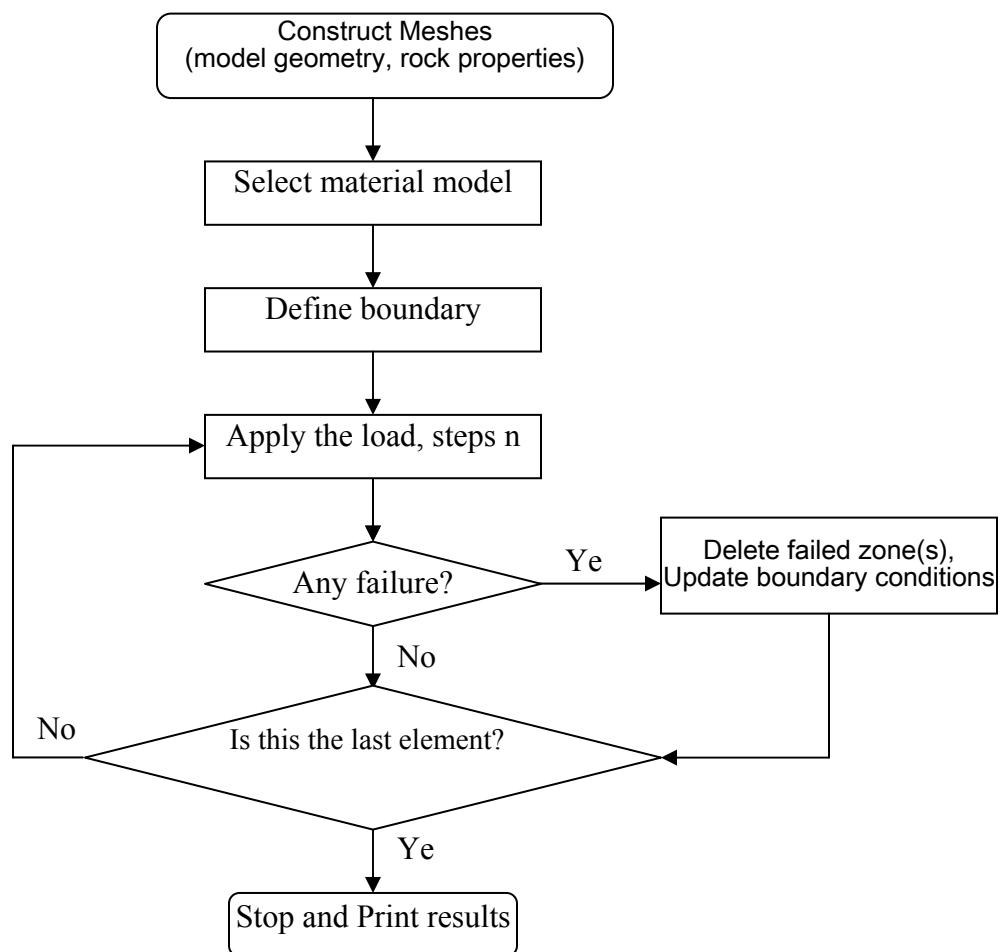 Construct Meshes
(model geometry, rock properties)
Select material model
Define boundary
Apply the load, steps n
Any failure?
Ye
Delete failed zone(s),
Update boundary conditions
No
Is this the last element?
No
Ye
Stop and Print results